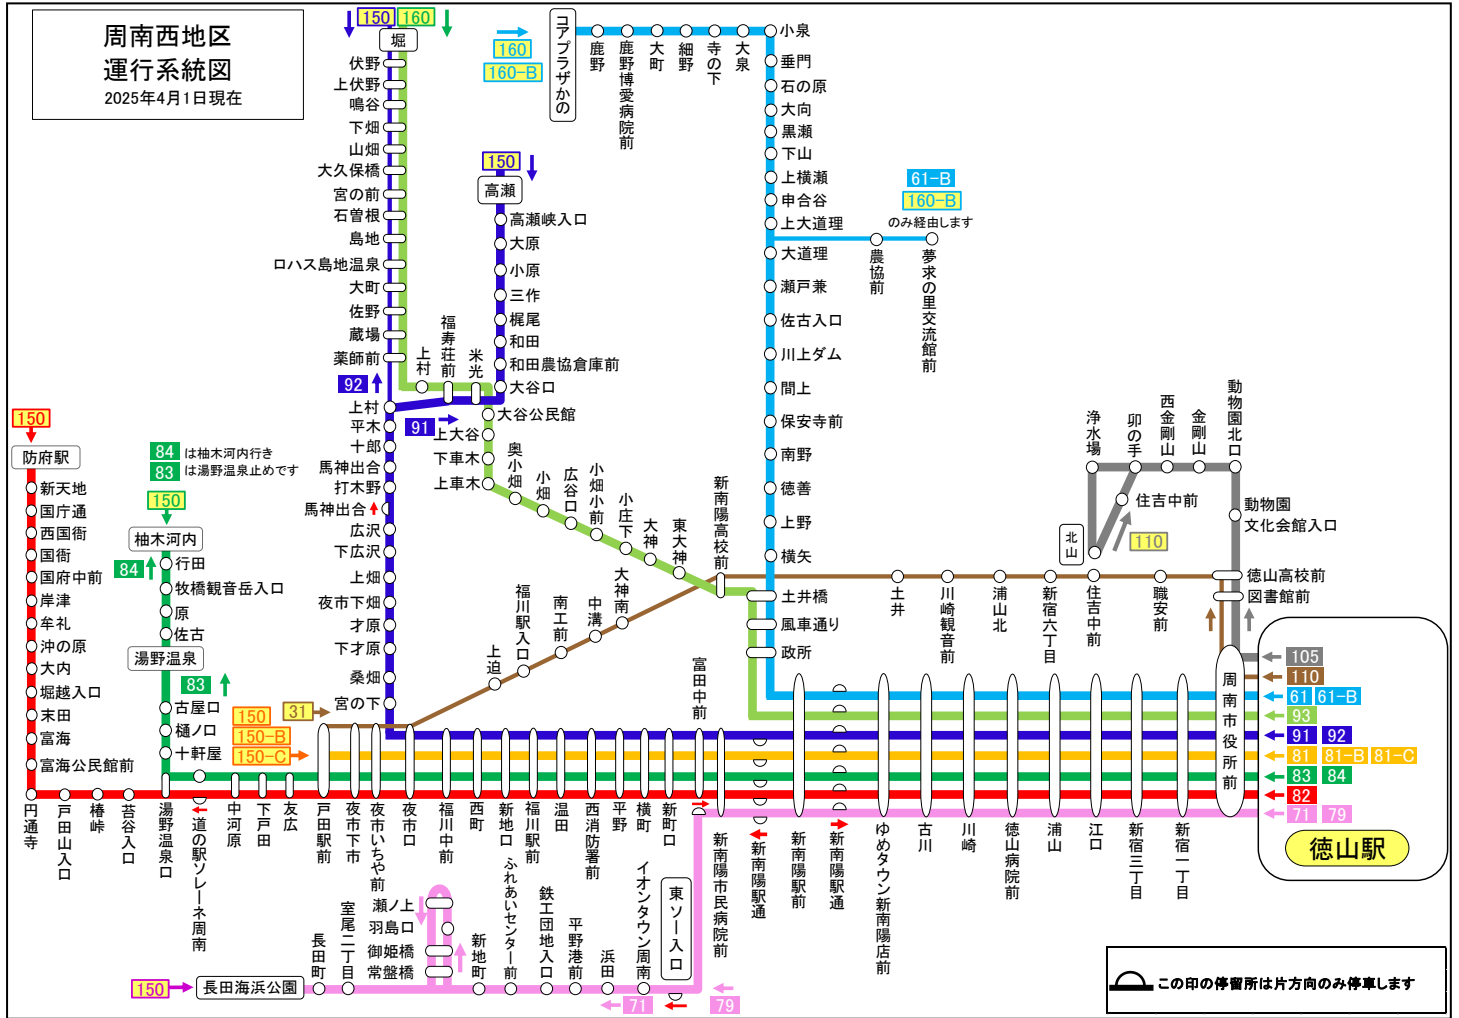 周南西地区
運行系統図
2025年4月1日現在
150
160
堀
伏野
上伏野
鳴谷
下畑
山畑
大久保橋
宮の前
石曽根
島地
ロハス島地温泉
大町
佐野
蔵場
薬師前
92
上村
平木
十郎
馬神出合
打木野
馬神出合
広沢
下広沢
上畑
夜市下畑
才原
下才原
桑畑
宮の下
91
上村
福寿荘前
米光
150
高瀬
高瀬峡入口
大原
小原
三作
梶尾
和田
和田農協倉庫前
大谷口
大谷公民館
上大谷
下車木
上車木
奥小畑
小畑
広谷口
小畑小前
小庄下
大神
東大神
新南陽高校前
160
160-B
コアプラザかの
鹿野
鹿野博愛病院前
大町
細野
寺の下
大泉
小泉
垂門
石の原
大向
黒瀬
下山
上横瀬
申合谷
上大道理
大道理
瀬戸兼
佐古入口
川上ダム
間上
保安寺前
南野
徳善
上野
横矢
土井橋
風車通り
政所
61-B
160-B
のみ経由します
農協前
夢求の里交流館前
浄水場
卯の手
西金剛山
金剛山
動物園北口
住吉中前
北山
110
動物園
文化会館入口
徳山高校前
図書館前
土井
川崎観音前
浦山北
新宿六丁目
住吉中前
職安前
上迫
福川駅入口
南工前
中溝
大神南
富田中前
150
防府駅
新天地
国庁通
西国衙
国衙
国府中前
岸津
牟礼
沖の原
大内
堀越入口
末田
富海
富海公民館前
84 は柚木河内行き
83 は湯野温泉止めです
150
柚木河内
84
行田
牧橋観音岳入口
原
佐古
湯野温泉
83
古屋口
樋ノ口
十軒屋
150
150-B
150-C
31
円通寺
戸田山入口
椿峠
苔谷入口
湯野温泉口
道の駅ソレーネ周南
中河原
下戸田
友広
戸田駅前
夜市下市
夜市いちや前
夜市口
福川中前
西町
新地口
福川駅前
温田
西消防署前
平野
横町
新町口
新南陽市民病院前
新南陽駅通
新南陽駅前
新南陽駅通
ゆめタウン新南陽店前
古川
川崎
徳山病院前
浦山
江口
新宿三丁目
新宿一丁目
周南市役所前
105
110
61 61-B
93
91 92
81 81-B 81-C
83 84
82
71 79
徳山駅
150
長田海浜公園
長田町
室尾二丁目
瀬ノ上
羽島口
御姫橋
常盤橋
新地町
ふれあいセンター前
鉄工団地入口
平野港前
浜田
イオンタウン周南
東ソー入口
71
79
この印の停留所は片方向のみ停車します